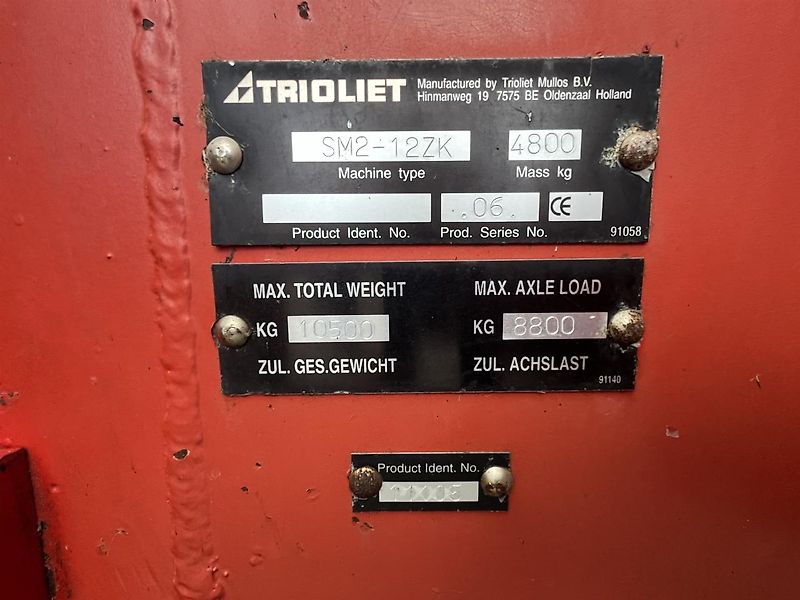 TRIOLIET
Manufactured by Trioliet Mullos B.V.
Hinmanweg 19 7575 BE Oldenzaal Holland
SM2-12ZK 4800
Machine type Mass kg
.06. CE
Product Ident. No. Prod. Series No. 91058
MAX. TOTAL WEIGHT MAX. AXLE LOAD
KG 10500 KG 8800
ZUL. GES.GEWICHT ZUL. ACHSLAST
91140
Product Ident. No.